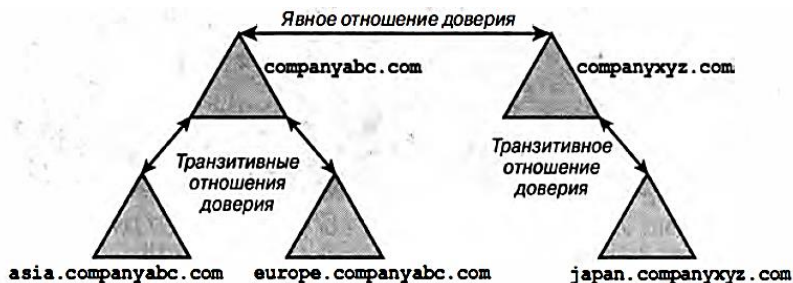 Явное отношение доверия
companyabc.com
companyxyz.com
Транзитивные
отношения
доверия
Транзитивное
отношение
доверия
asia.companyabc.com
europe.companyabc.com
japan.companyxyz.com